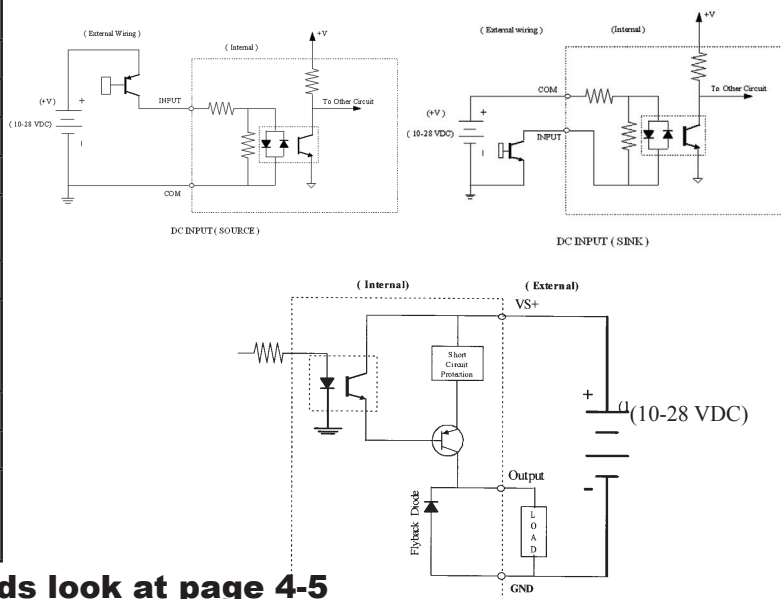 ( External Wiring )
( Internal )
+V
(+V )
+
( 10-28 VDC)
-
INPUT
To Other Circuit
COM
DC INPUT ( SOURCE )
( External wiring )
(Internal )
+V
COM
To Other Circuit
(+V )
+
( 10-28 VDC)
-
INPUT
DC INPUT ( SINK )
( Internal)
( External)
VS+
Short
Circuit
Protection
+
(1
(10-28 VDC)
-
Output
Flyback Diode
L
O
A
D
GND
ds look at page 4-5